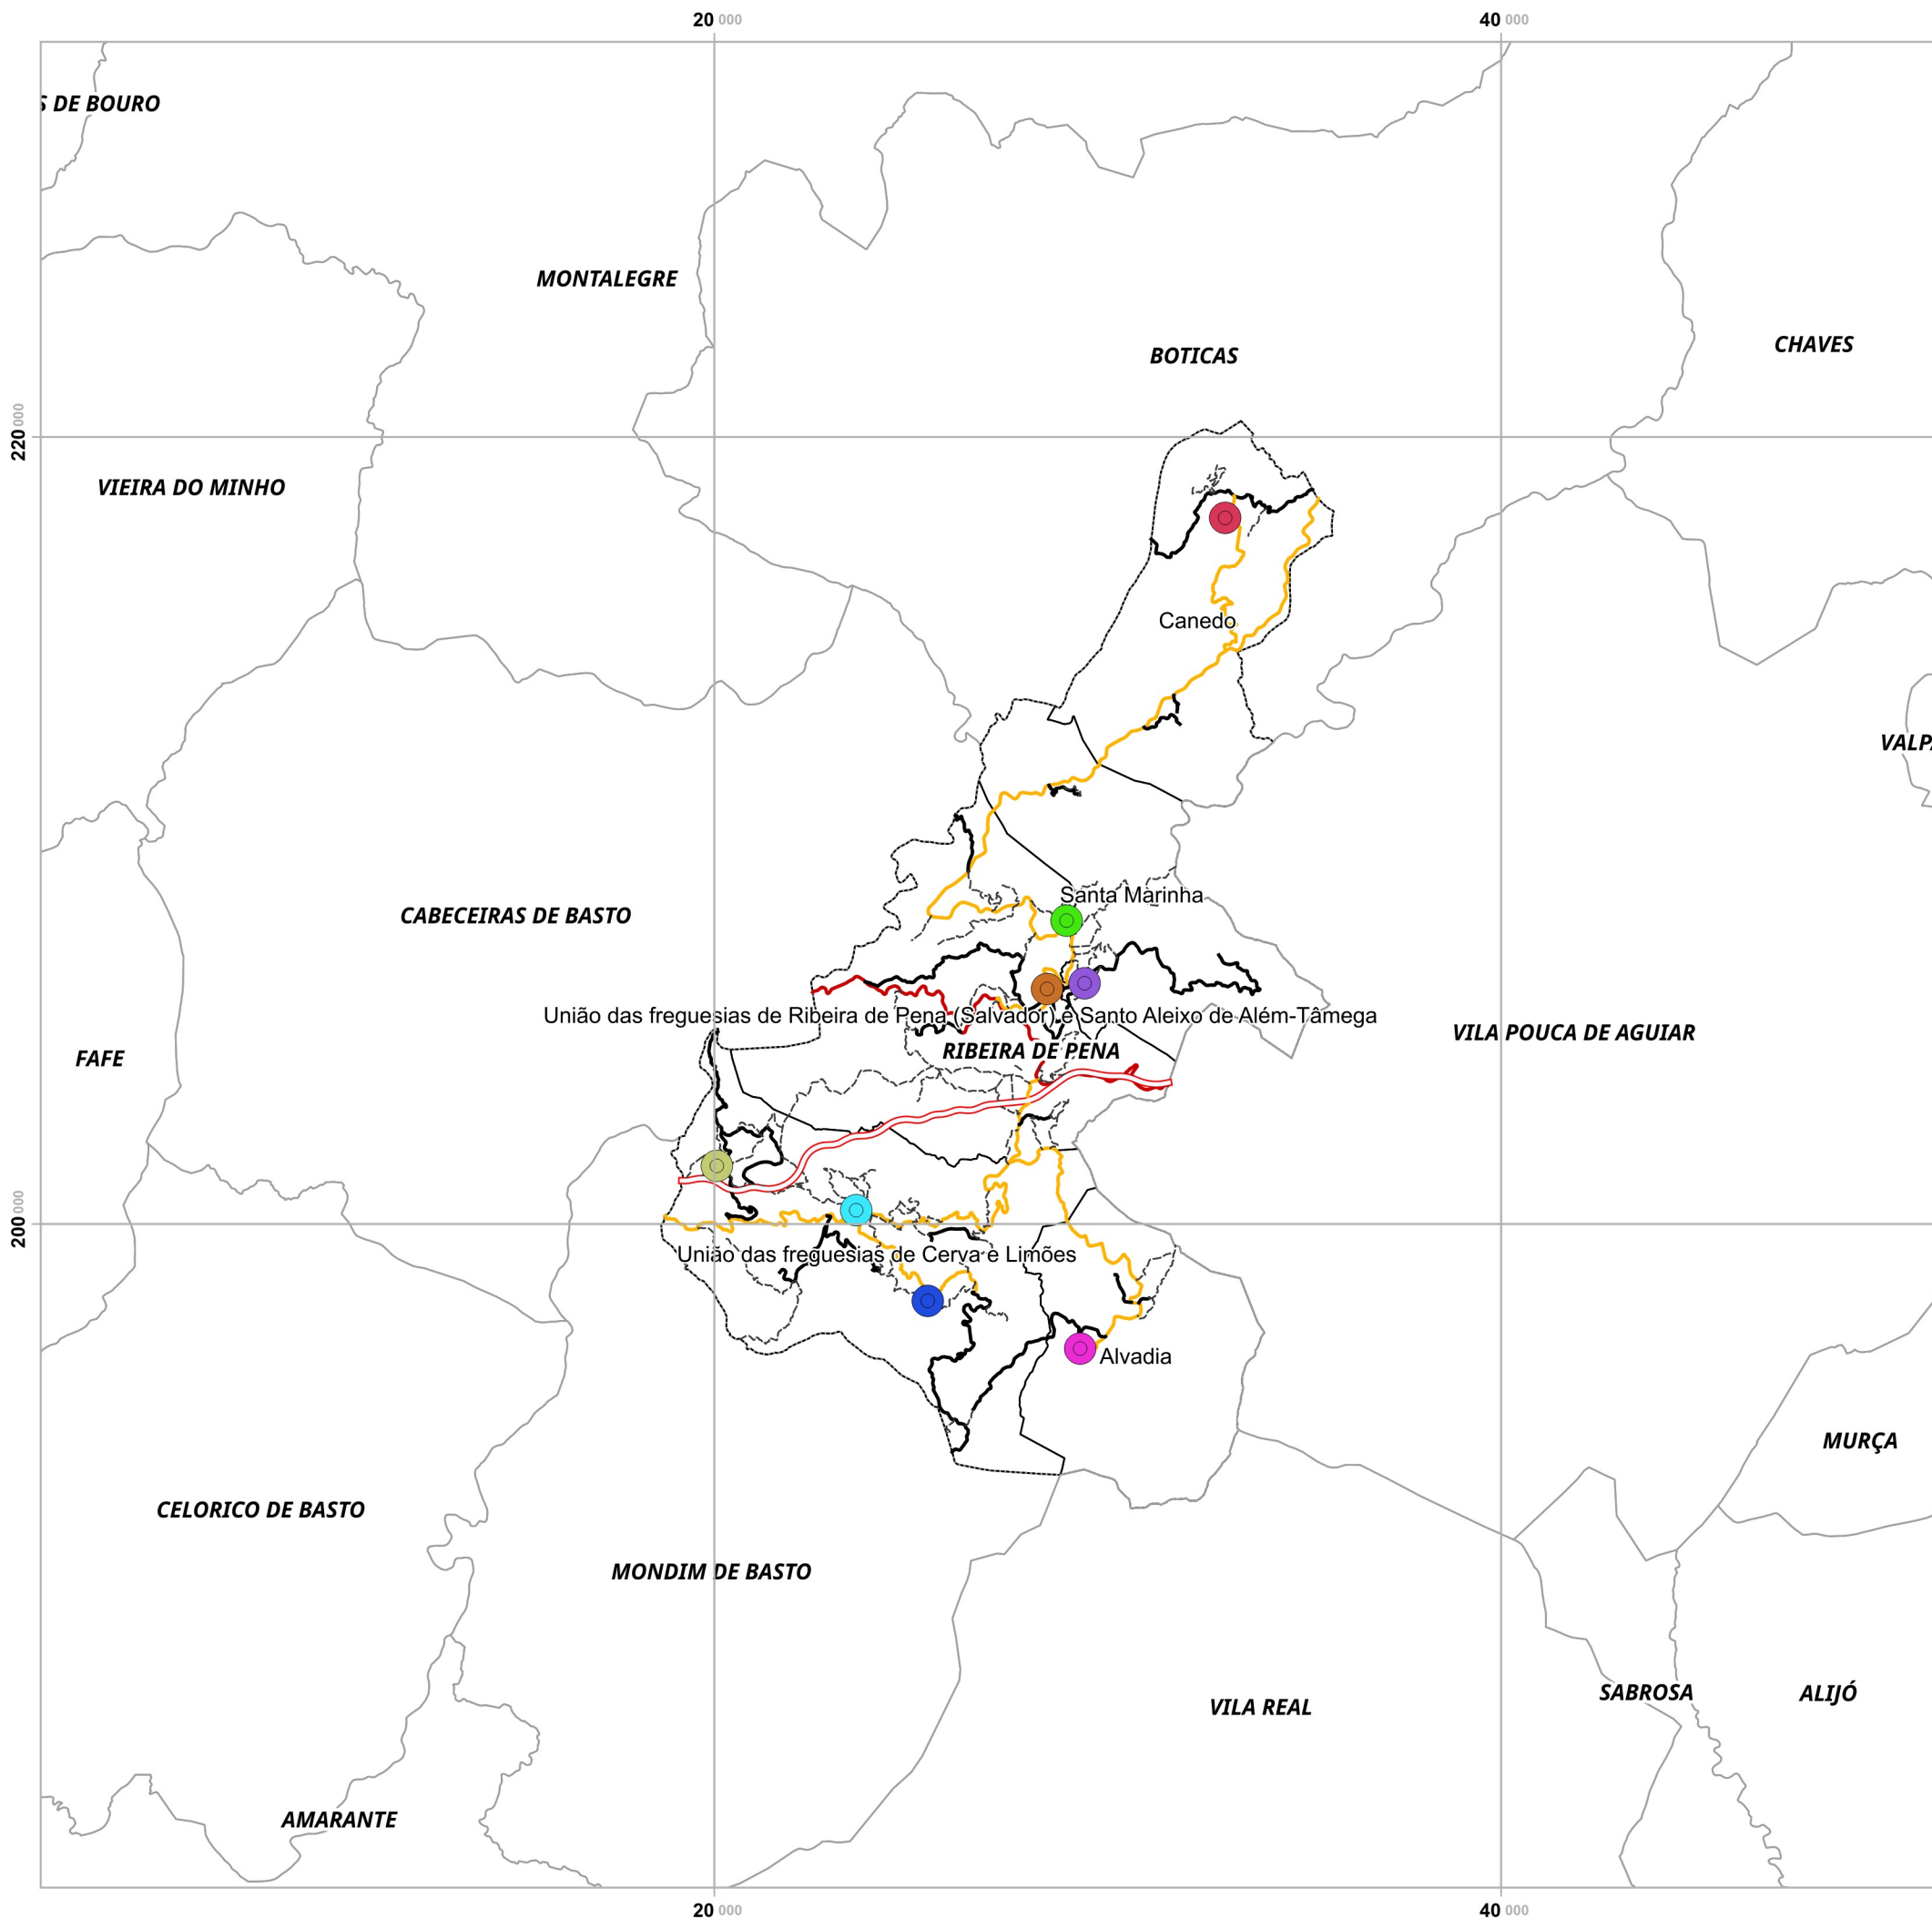 20 000
40 000
S DE BOURO
MONTALEGRE
CHAVES
BOTICAS
220 000
VIEIRA DO MINHO
Canedo
VALPA
Santa Marinha
CABECEIRAS DE BASTO
União das freguesias de Ribeira de Pena (Salvador) e Santo Aleixo de Além-Tâmega
VILA POUCA DE AGUIAR
RIBEIRA DE PENA
FAFE
200 000
União das freguesias de Cerva e Limões
Alvadia
MURÇA
CELORICO DE BASTO
MONDIM DE BASTO
SABROSA
ALIJÓ
VILA REAL
AMARANTE
20 000
40 000